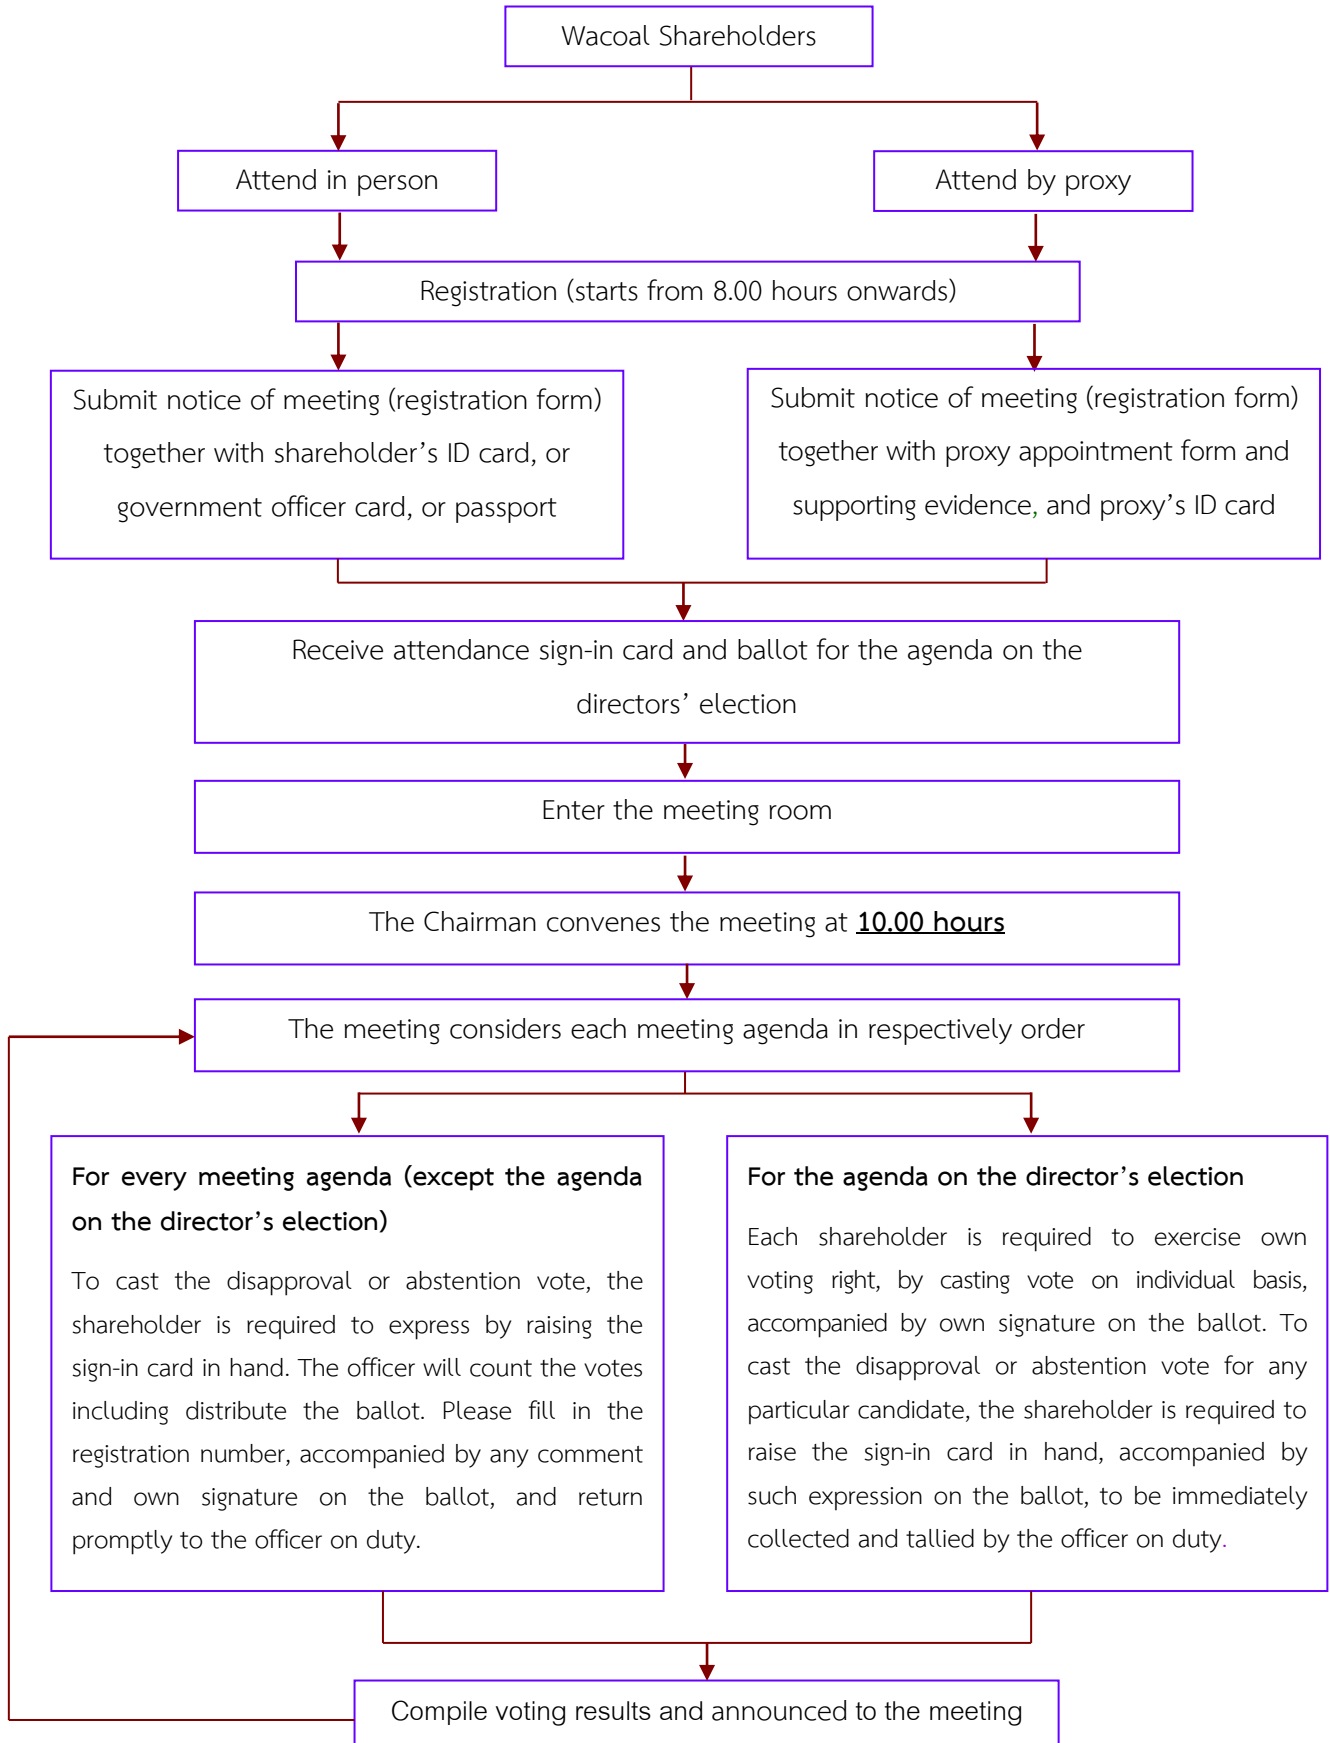 Wacoal Shareholders
Attend in person
Attend by proxy
Registration (starts from 8.00 hours onwards)
Submit notice of meeting (registration form)
together with shareholder’s ID card, or
government officer card, or passport
Submit notice of meeting (registration form)
together with proxy appointment form and
supporting evidence, and proxy’s ID card
Receive attendance sign-in card and ballot for the agenda on the
directors’ election
Enter the meeting room
The Chairman convenes the meeting at 10.00 hours
The meeting considers each meeting agenda in respectively order
For every meeting agenda (except the agenda
on the director’s election)
To cast the disapproval or abstention vote, the
shareholder is required to express by raising the
sign-in card in hand. The officer will count the votes
including distribute the ballot. Please fill in the
registration number, accompanied by any comment
and own signature on the ballot, and return
promptly to the officer on duty.
For the agenda on the director’s election
Each shareholder is required to exercise own
voting right, by casting vote on individual basis,
accompanied by own signature on the ballot. To
cast the disapproval or abstention vote for any
particular candidate, the shareholder is required to
raise the sign-in card in hand, accompanied by
such expression on the ballot, to be immediately
collected and tallied by the officer on duty.
Compile voting results and announced to the meeting